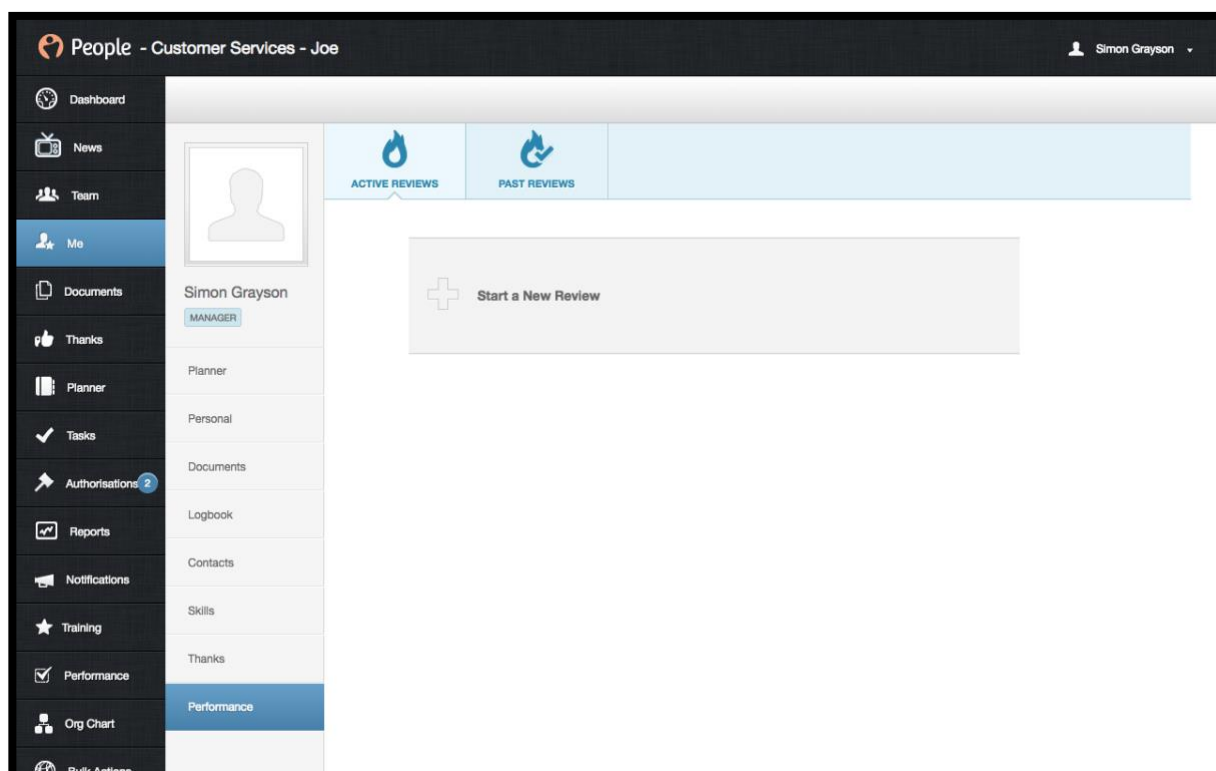 People - Customer Services - Joe
Simon Grayson
Dashboard
News
Team
Me
Documents
Thanks
Planner
Tasks
Authorisations 2
Reports
Notifications
Training
Performance
Org Chart
Bulk Actions
Simon Grayson
MANAGER
Planner
Personal
Documents
Logbook
Contacts
Skills
Thanks
Performance
ACTIVE REVIEWS
PAST REVIEWS
Start a New Review